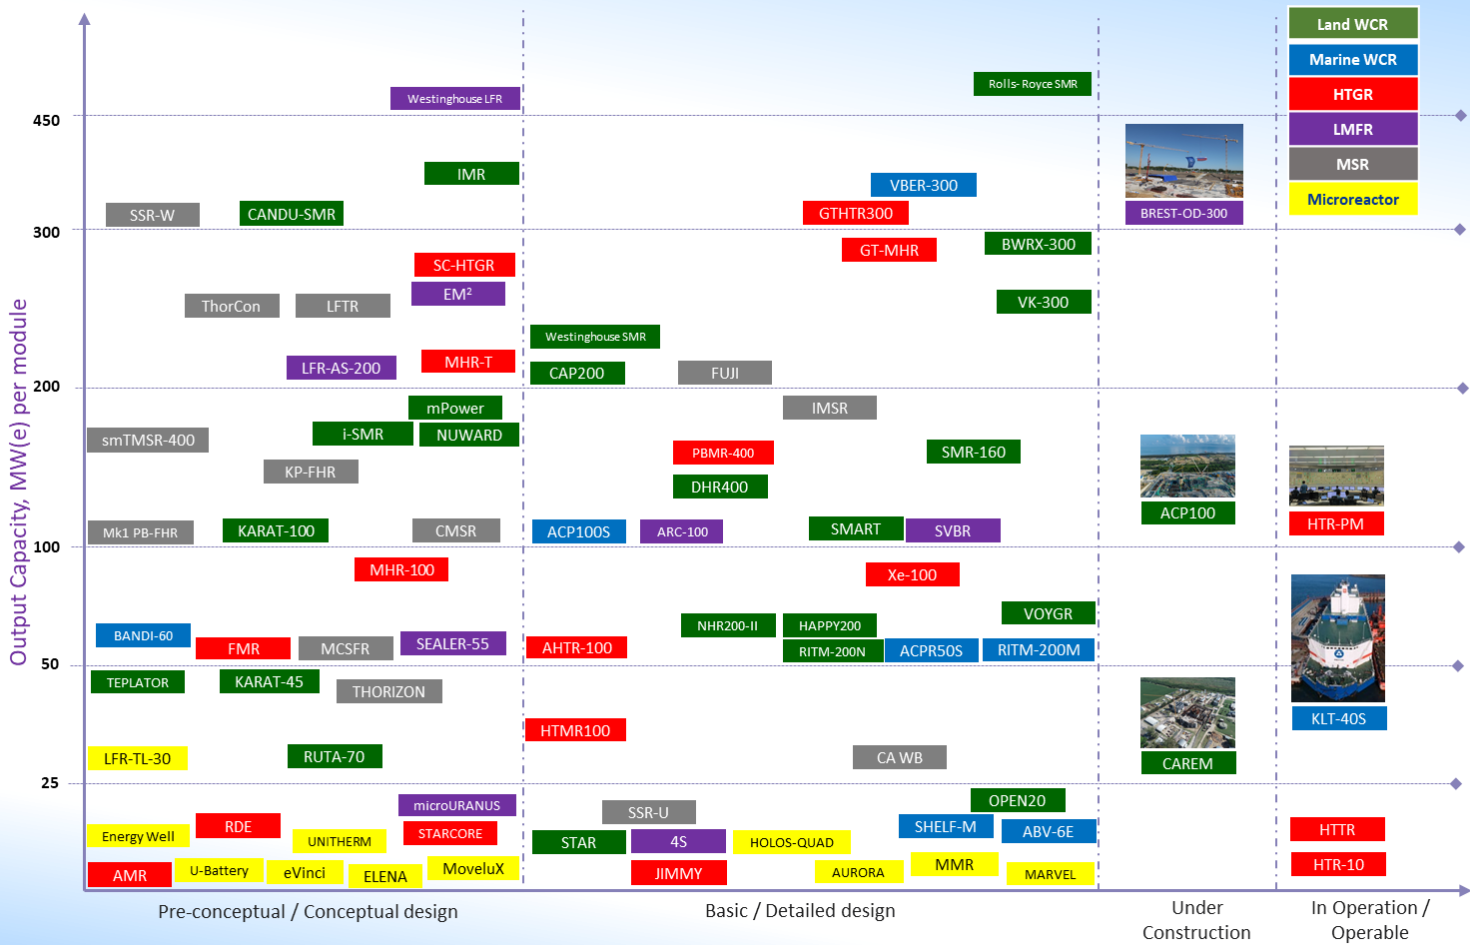 Land WCR
Marine WCR
HTGR
LMFR
MSR
Microreactor
Output Capacity, MW(e) per module
Rolls-Royce SMR
Westinghouse LFR
450
IMR
VBER-300
SSR-W
CANDU-SMR
GTHTR300
BREST-OD-300
300
SC-HTGR
GT-MHR
BWRX-300
EM²
ThorCon
LFTR
VK-300
Westinghouse SMR
LFR-AS-200
MHR-T
CAP200
FUJI
200
mPower
IMSR
smTMSR-400
i-SMR
NUWARD
PBMR-400
SMR-160
KP-FHR
DHR400
ACP100
HTR-PM
Mk1 PB-FHR
KARAT-100
CMSR
ACP100S
ARC-100
SMART
SVBR
100
MHR-100
Xe-100
VOYGR
BANDI-60
NHR200-II
HAPPY200
FMR
MCSFR
SEALER-55
AHTR-100
RITM-200N
ACPR50S
RITM-200M
50
TEPLATOR
KARAT-45
THORIZON
KLT-40S
HTMR100
LFR-TL-30
RUTA-70
CA WB
CAREM
25
microURANUS
SSR-U
OPEN20
Energy Well
RDE
UNITHERM
STARCORE
STAR
4S
HOLOS-QUAD
SHELF-M
ABV-6E
HTTR
AMR
U-Battery
eVinci
ELENA
MoveluX
JIMMY
AURORA
MMR
MARVEL
HTR-10
Pre-conceptual / Conceptual design
Basic / Detailed design
Under
Construction
In Operation /
Operable